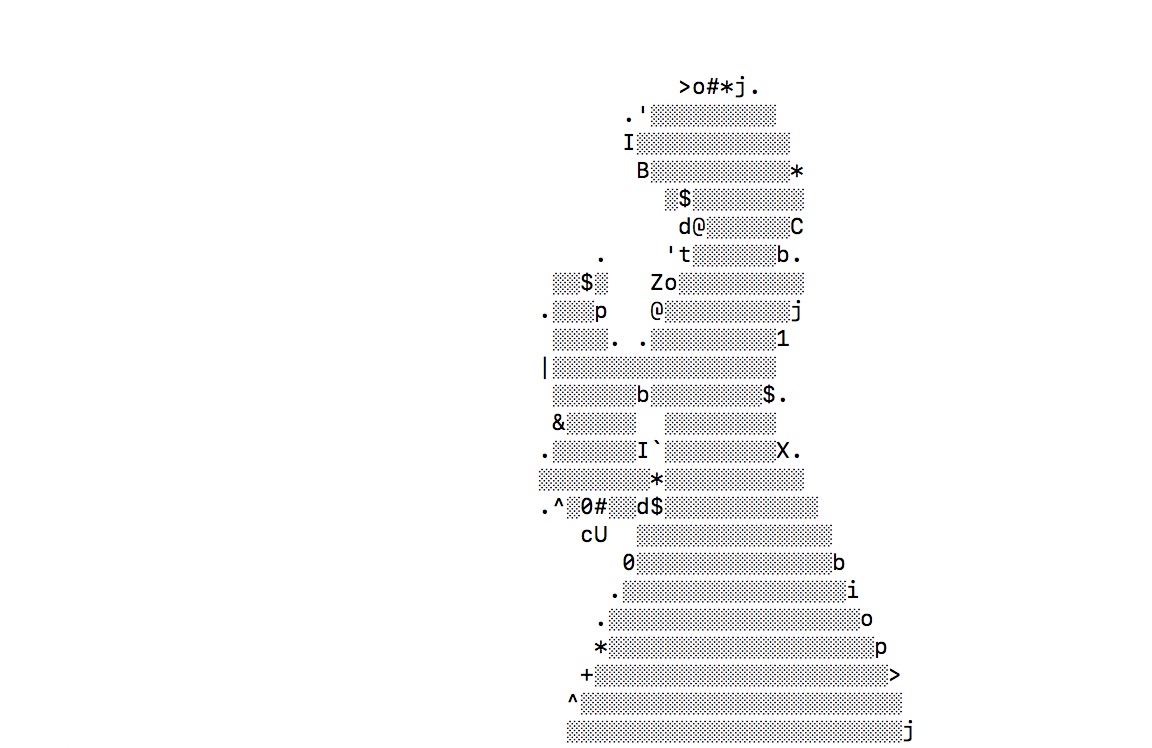 >o#*j.
.'░░░░░░░░░
I░░░░░░░░░░░
B░░░░░░░░░░*
░$░░░░░░░░
d@░░░░░░C
. 't░░░░░░b.
░░$░ Zo░░░░░░░░░
.░░░p @░░░░░░░░░j
░░░░. .░░░░░░░░░1
|░░░░░░░░░░░░░░░░
░░░░░░b░░░░░░░░$.
&░░░░░ ░░░░░░░░
.░░░░░░I`░░░░░░░░X.
░░░░░░░░*░░░░░░░░░░
.^░0#░░d$░░░░░░░░░░░
cU ░░░░░░░░░░░░░░
0░░░░░░░░░░░░░░b
.░░░░░░░░░░░░░░░░i
.░░░░░░░░░░░░░░░░░░o
*░░░░░░░░░░░░░░░░░░░p
+░░░░░░░░░░░░░░░░░░░░░>
^░░░░░░░░░░░░░░░░░░░░░░░
░░░░░░░░░░░░░░░░░░░░░░░░j